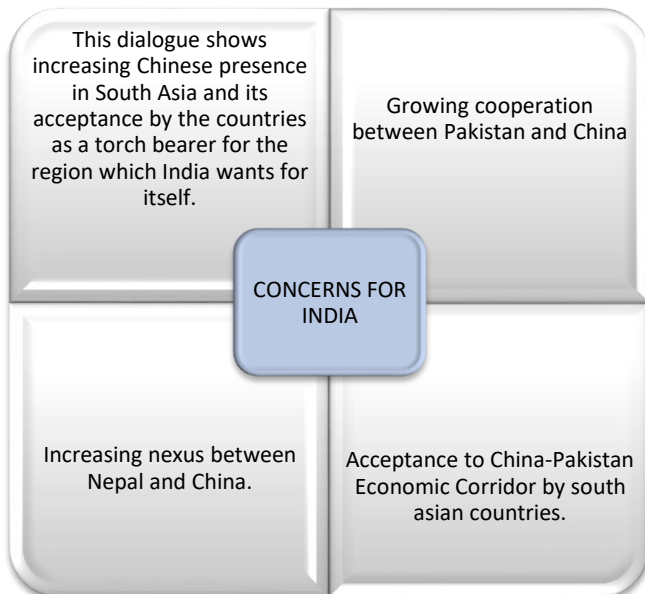 This dialogue shows
increasing Chinese presence
in South Asia and its
acceptance by the countries
as a torch bearer for the
region which India wants for
itself.
Growing cooperation
between Pakistan and China
CONCERNS FOR
INDIA
Increasing nexus between
Nepal and China.
Acceptance to China-Pakistan
Economic Corridor by south
asian countries.